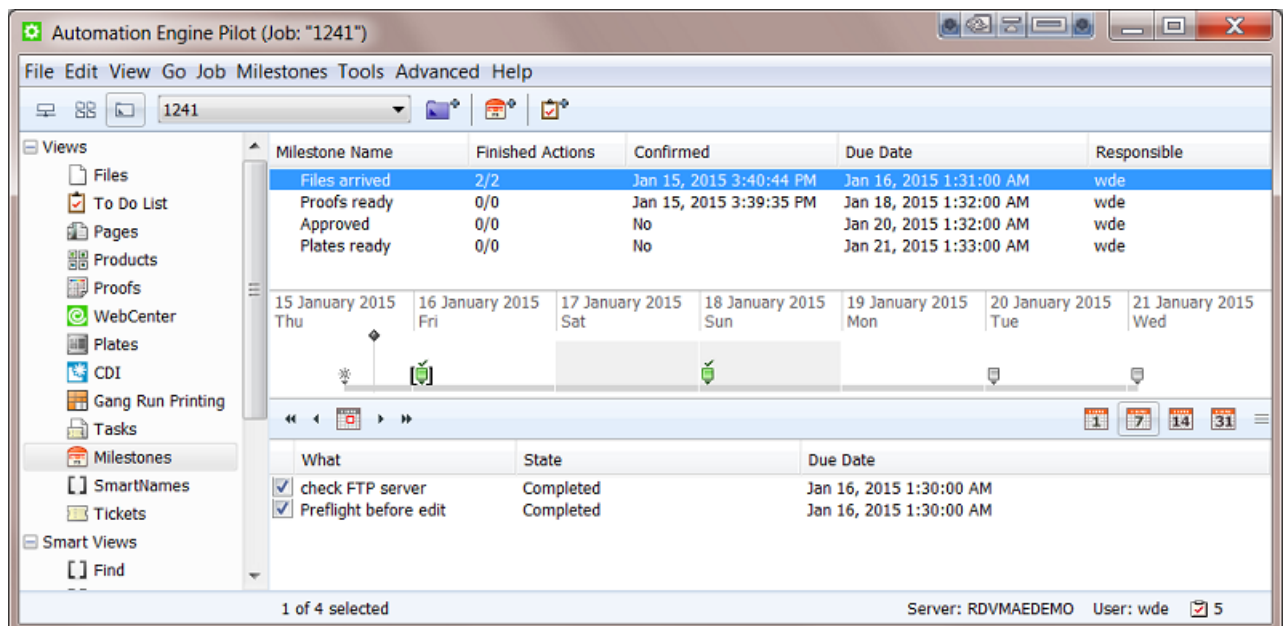 Automation Engine Pilot (Job: "1241")
File Edit View Go Job Milestones Tools Advanced Help
1241
Views
Files
To Do List
Pages
Products
Proofs
WebCenter
Plates
CDI
Gang Run Printing
Tasks
Milestones
SmartNames
Tickets
Smart Views
Find
Milestone Name Finished Actions Confirmed Due Date Responsible
Files arrived 2/2 Jan 15, 2015 3:40:44 PM Jan 16, 2015 1:31:00 AM wde
Proofs ready 0/0 Jan 15, 2015 3:39:35 PM Jan 18, 2015 1:32:00 AM wde
Approved 0/0 No Jan 20, 2015 1:32:00 AM wde
Plates ready 0/0 No Jan 21, 2015 1:33:00 AM wde
15 January 2015 16 January 2015 17 January 2015 18 January 2015 19 January 2015 20 January 2015 21 January 2015
Thu Fri Sat Sun Mon Tue Wed
1 7 14 31
What State Due Date
check FTP server Completed Jan 16, 2015 1:30:00 AM
Preflight before edit Completed Jan 16, 2015 1:30:00 AM
1 of 4 selected Server: RDVMAEDEMO User: wde 5